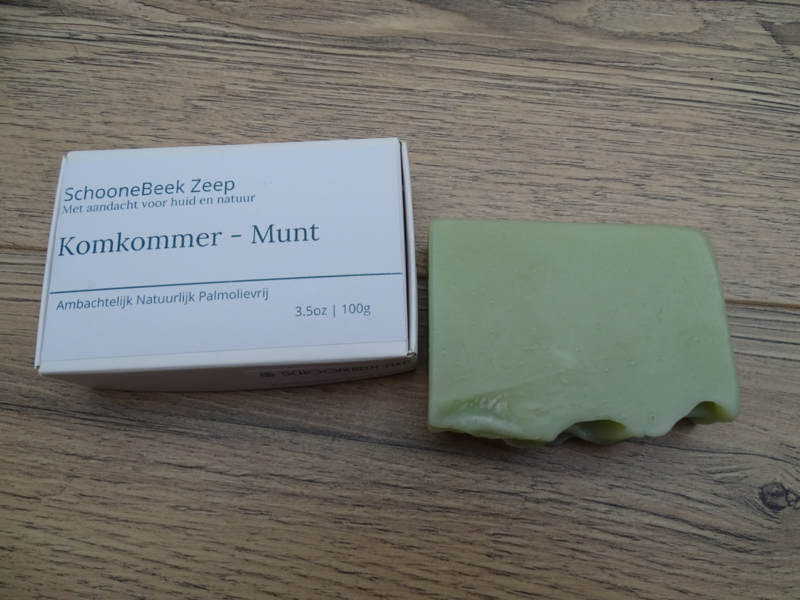 SchooneBeek Zeep
Met aandacht voor huid en natuur
Komkommer - Munt
Ambachtelijk Natuurlijk Palmolievrij
3.5oz | 100g